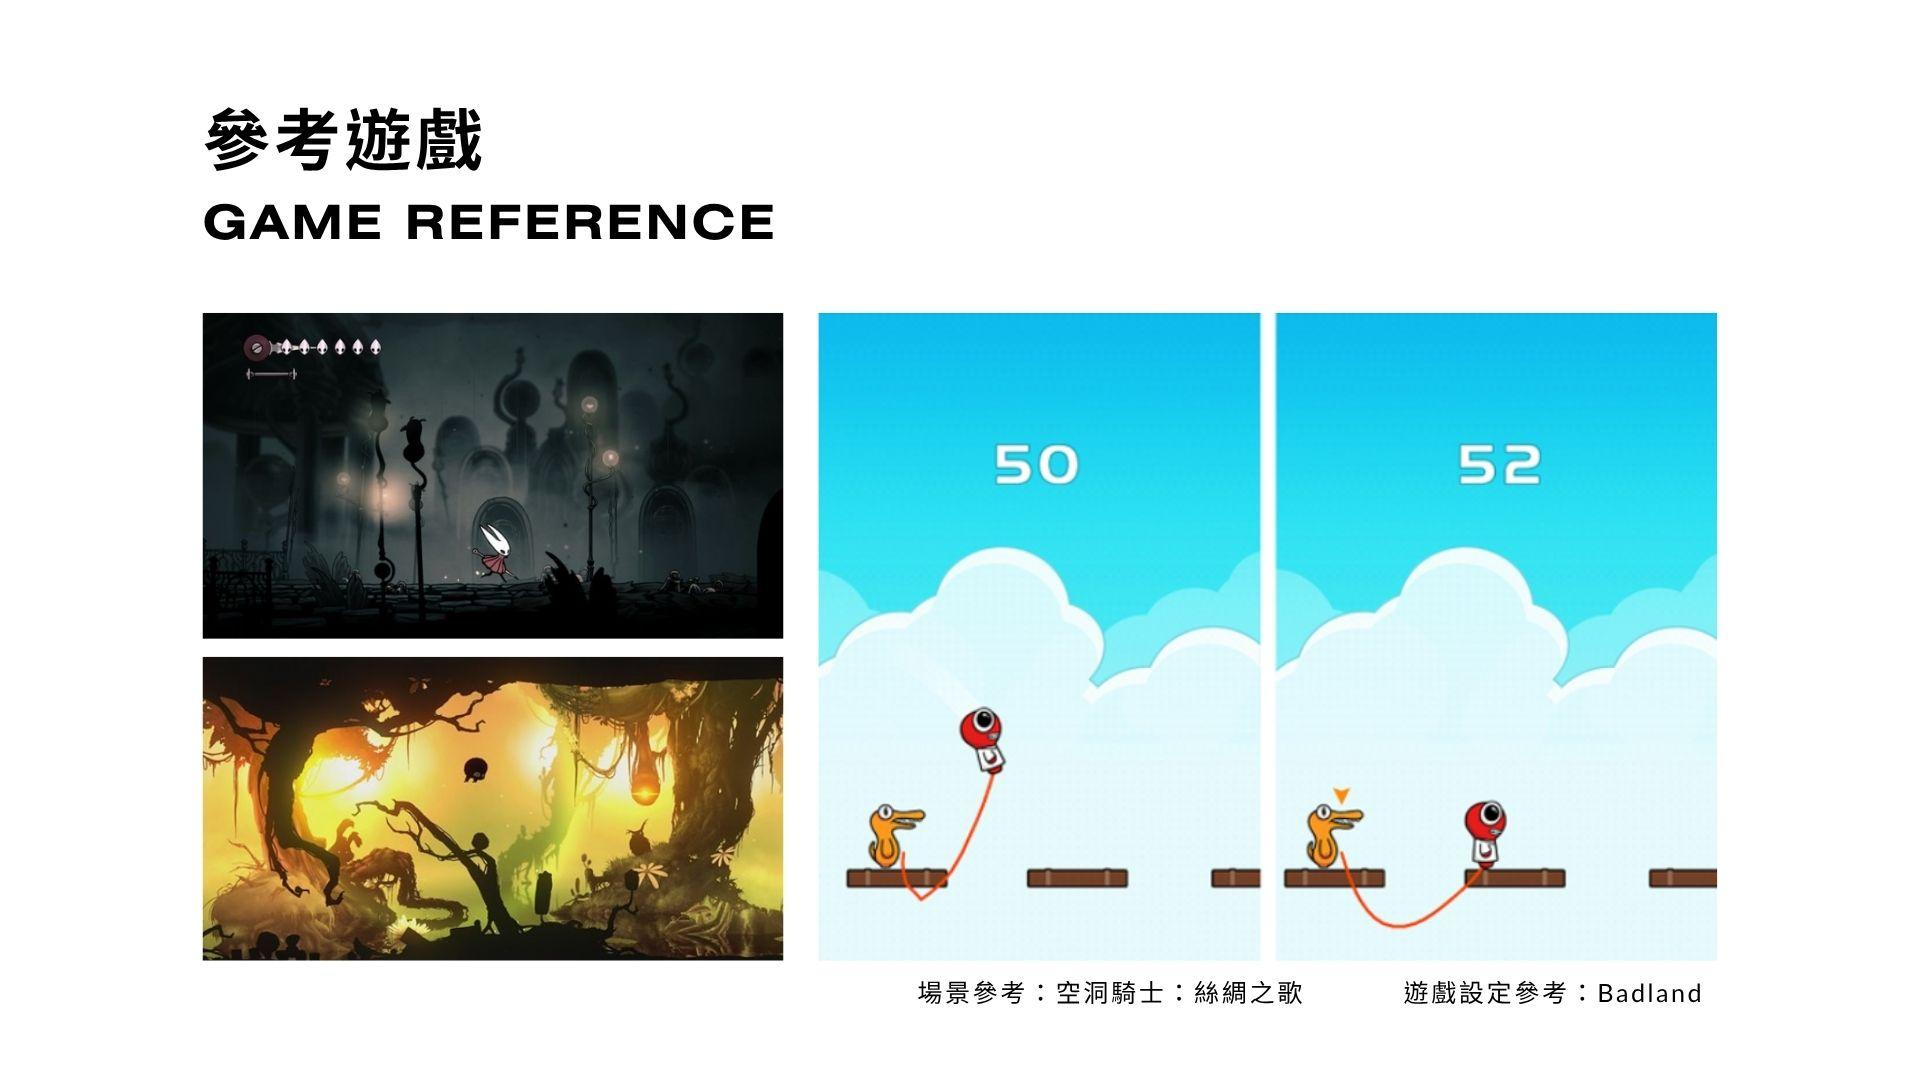 參考遊戲
GAME REFERENCE
50
52
場景參考：空洞騎士：絲綢之歌
遊戲設定參考：Badland